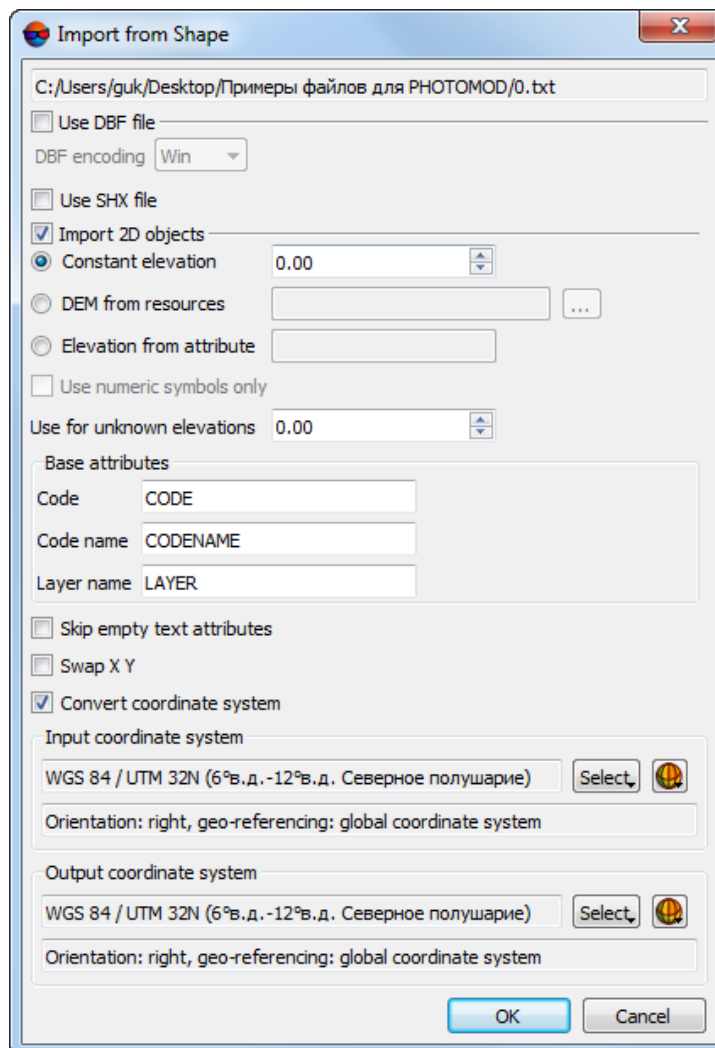 Import from Shape
C:/Users/guk/Desktop/Примеры файлов для PHOTOMOD/0.txt
Use DBF file
DBF encoding Win
Use SHX file
Import 2D objects
Constant elevation 0.00
DEM from resources ...
Elevation from attribute
Use numeric symbols only
Use for unknown elevations 0.00
Base attributes
Code CODE
Code name CODENAME
Layer name LAYER
Skip empty text attributes
Swap X Y
Convert coordinate system
Input coordinate system
WGS 84 / UTM 32N (6°в.д.-12°в.д. Северное полушарие) Select
Orientation: right, geo-referencing: global coordinate system
Output coordinate system
WGS 84 / UTM 32N (6°в.д.-12°в.д. Северное полушарие) Select
Orientation: right, geo-referencing: global coordinate system
OK Cancel